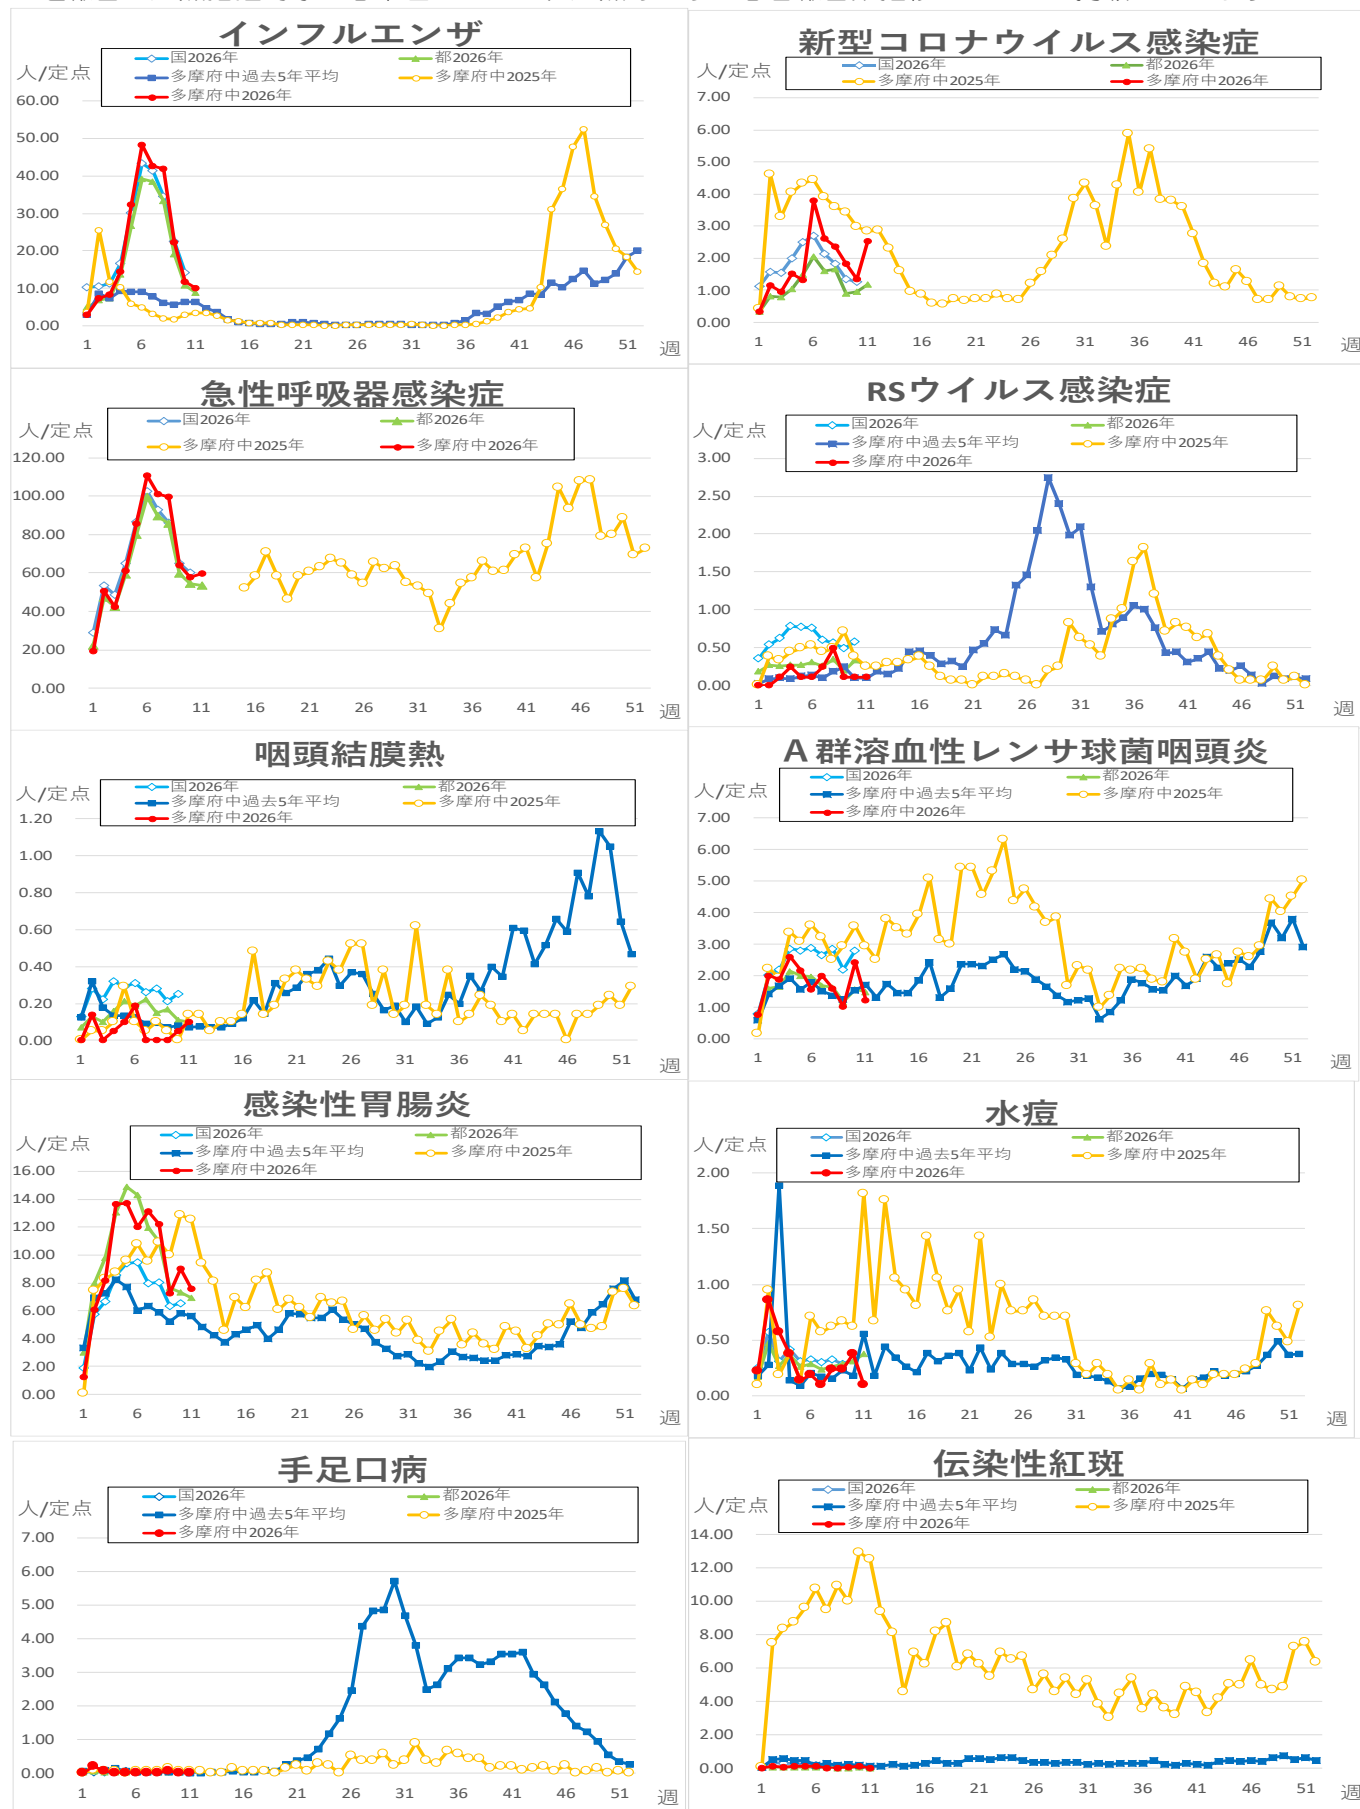 インフルエンザ
人/定点
国2026年
都2026年
多摩府中過去5年平均
多摩府中2025年
多摩府中2026年
60.00
50.00
40.00
30.00
20.00
10.00
0.00
1 6 11 16 21 26 31 36 41 46 51 週
新型コロナウイルス感染症
人/定点
国2026年
都2026年
多摩府中2025年
多摩府中2026年
7.00
6.00
5.00
4.00
3.00
2.00
1.00
0.00
1 6 11 16 21 26 31 36 41 46 51 週
急性呼吸器感染症
人/定点
国2026年
都2026年
多摩府中2025年
多摩府中2026年
120.00
100.00
80.00
60.00
40.00
20.00
0.00
1 6 11 16 21 26 31 36 41 46 51 週
RSウイルス感染症
人/定点
国2026年
都2026年
多摩府中過去5年平均
多摩府中2025年
多摩府中2026年
3.00
2.50
2.00
1.50
1.00
0.50
0.00
1 6 11 16 21 26 31 36 41 46 51 週
咽頭結膜熱
人/定点
国2026年
都2026年
多摩府中過去5年平均
多摩府中2025年
多摩府中2026年
1.20
1.00
0.80
0.60
0.40
0.20
0.00
1 6 11 16 21 26 31 36 41 46 51 週
A群溶血性レンサ球菌咽頭炎
人/定点
国2026年
都2026年
多摩府中過去5年平均
多摩府中2025年
多摩府中2026年
7.00
6.00
5.00
4.00
3.00
2.00
1.00
0.00
1 6 11 16 21 26 31 36 41 46 51 週
感染性胃腸炎
人/定点
国2026年
都2026年
多摩府中過去5年平均
多摩府中2025年
多摩府中2026年
16.00
14.00
12.00
10.00
8.00
6.00
4.00
2.00
0.00
1 6 11 16 21 26 31 36 41 46 51 週
水痘
人/定点
国2026年
都2026年
多摩府中過去5年平均
多摩府中2025年
多摩府中2026年
2.00
1.50
1.00
0.50
0.00
1 6 11 16 21 26 31 36 41 46 51 週
手足口病
人/定点
国2026年
都2026年
多摩府中過去5年平均
多摩府中2025年
多摩府中2026年
7.00
6.00
5.00
4.00
3.00
2.00
1.00
0.00
1 6 11 16 21 26 31 36 41 46 51 週
伝染性紅斑
人/定点
国2026年
都2026年
多摩府中過去5年平均
多摩府中2025年
多摩府中2026年
14.00
12.00
10.00
8.00
6.00
4.00
2.00
0.00
1 6 11 16 21 26 31 36 41 46 51 週